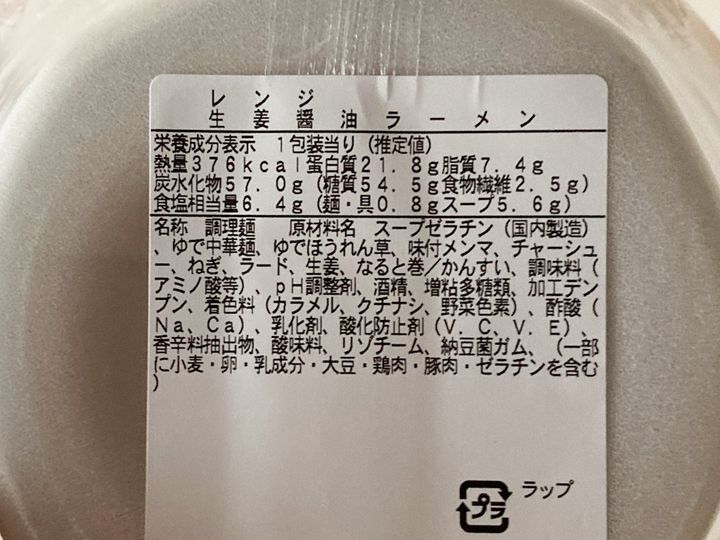 レンジ
生姜醤油ラーメン
栄養成分表示　１包装当り（推定値）
熱量３７６ｋｃａｌ蛋白質２１．８ｇ脂質７．４ｇ
炭水化物５７．０ｇ（糖質５４．５ｇ食物繊維２．５ｇ）
食塩相当量６．４ｇ（麺・具０．８ｇスープ５．６ｇ）
名称　調理麺　　原材料名　スープゼラチン（国内製造）
、ゆで中華麺、ゆでほうれん草、味付メンマ、チャーシュ
ー、ねぎ、ラード、生姜、なると巻／かんすい、調味料（
アミノ酸等）、ｐＨ調整剤、酒精、増粘多糖類、加工デン
プン、着色料（カラメル、クチナシ、野菜色素）、酢酸（
Ｎａ、Ｃａ）、乳化剤、酸化防止剤（Ｖ．Ｃ、Ｖ．Ｅ）、
香辛料抽出物、酸味料、リゾチーム、納豆菌ガム、（一部
に小麦・卵・乳成分・大豆・鶏肉・豚肉・ゼラチンを含む
）
プラ ラップ